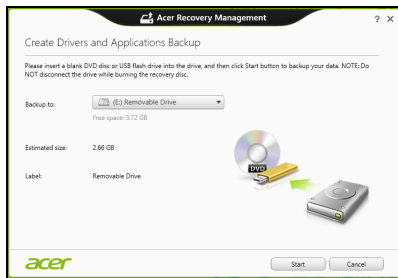 Acer Recovery Management
? X
Create Drivers and Applications Backup
Please insert a blank DVD disc or USB flash drive into the drive, and then click Start button to backup your data. NOTE: Do
NOT disconnect the drive while burning the recovery disc.
Backup to:
(E:) Removable Drive
Free space: 3.72 GB
Estimated size:
2.66 GB
Label:
Removable Drive
DVD
acer
Start
Cancel